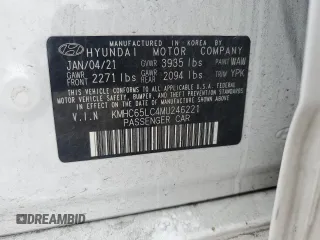 MANUFACTURED IN KOREA BY
HYUNDAI MOTOR COMPANY
JAN/04/21 GVWR 3935 lbs PAINT WAW
GAWR FRONT 2271 lbs GAWR REAR 2094 lbs TRIM YPK
THIS VEHICLE CONFORMS TO ALL APPLICABLE
FEDERAL MOTOR VEHICLE SAFETY, BUMPER,
AND THEFT PREVENTION STANDARDS
IN EFFECT ON THE DATE OF
MANUFACTURE SHOWN ABOVE.
V.I.N KMHC65LC4MU246221
PASSENGER CAR
AUTOBIDMASTER